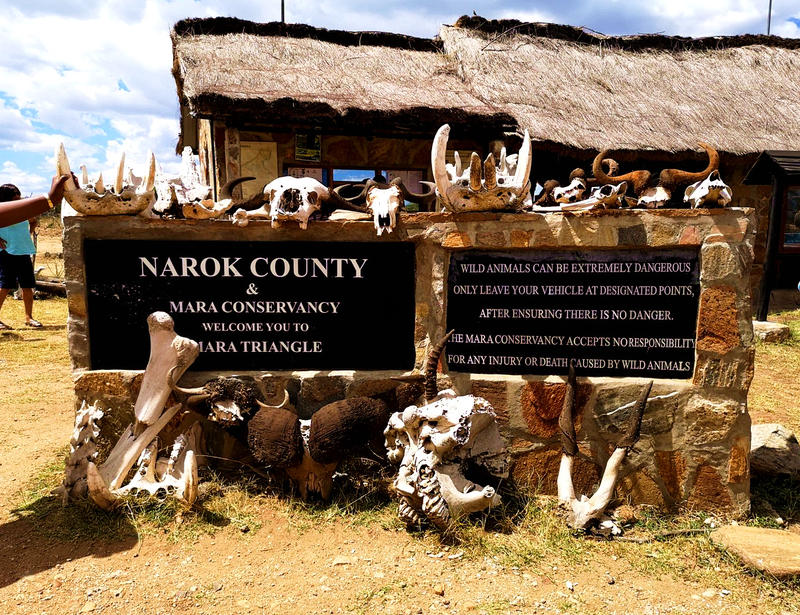 NAROK COUNTY
&
MARA CONSERVANCY
WELCOME YOU TO
MARA TRIANGLE
WILD ANIMALS CAN BE EXTREMELY DANGEROUS
ONLY LEAVE YOUR VEHICLE AT DESIGNATED POINTS,
AFTER ENSURING THERE IS NO DANGER.
THE MARA CONSERVANCY ACCEPTS NO RESPONSIBILITY
FOR ANY INJURY OR DEATH CAUSED BY WILD ANIMALS